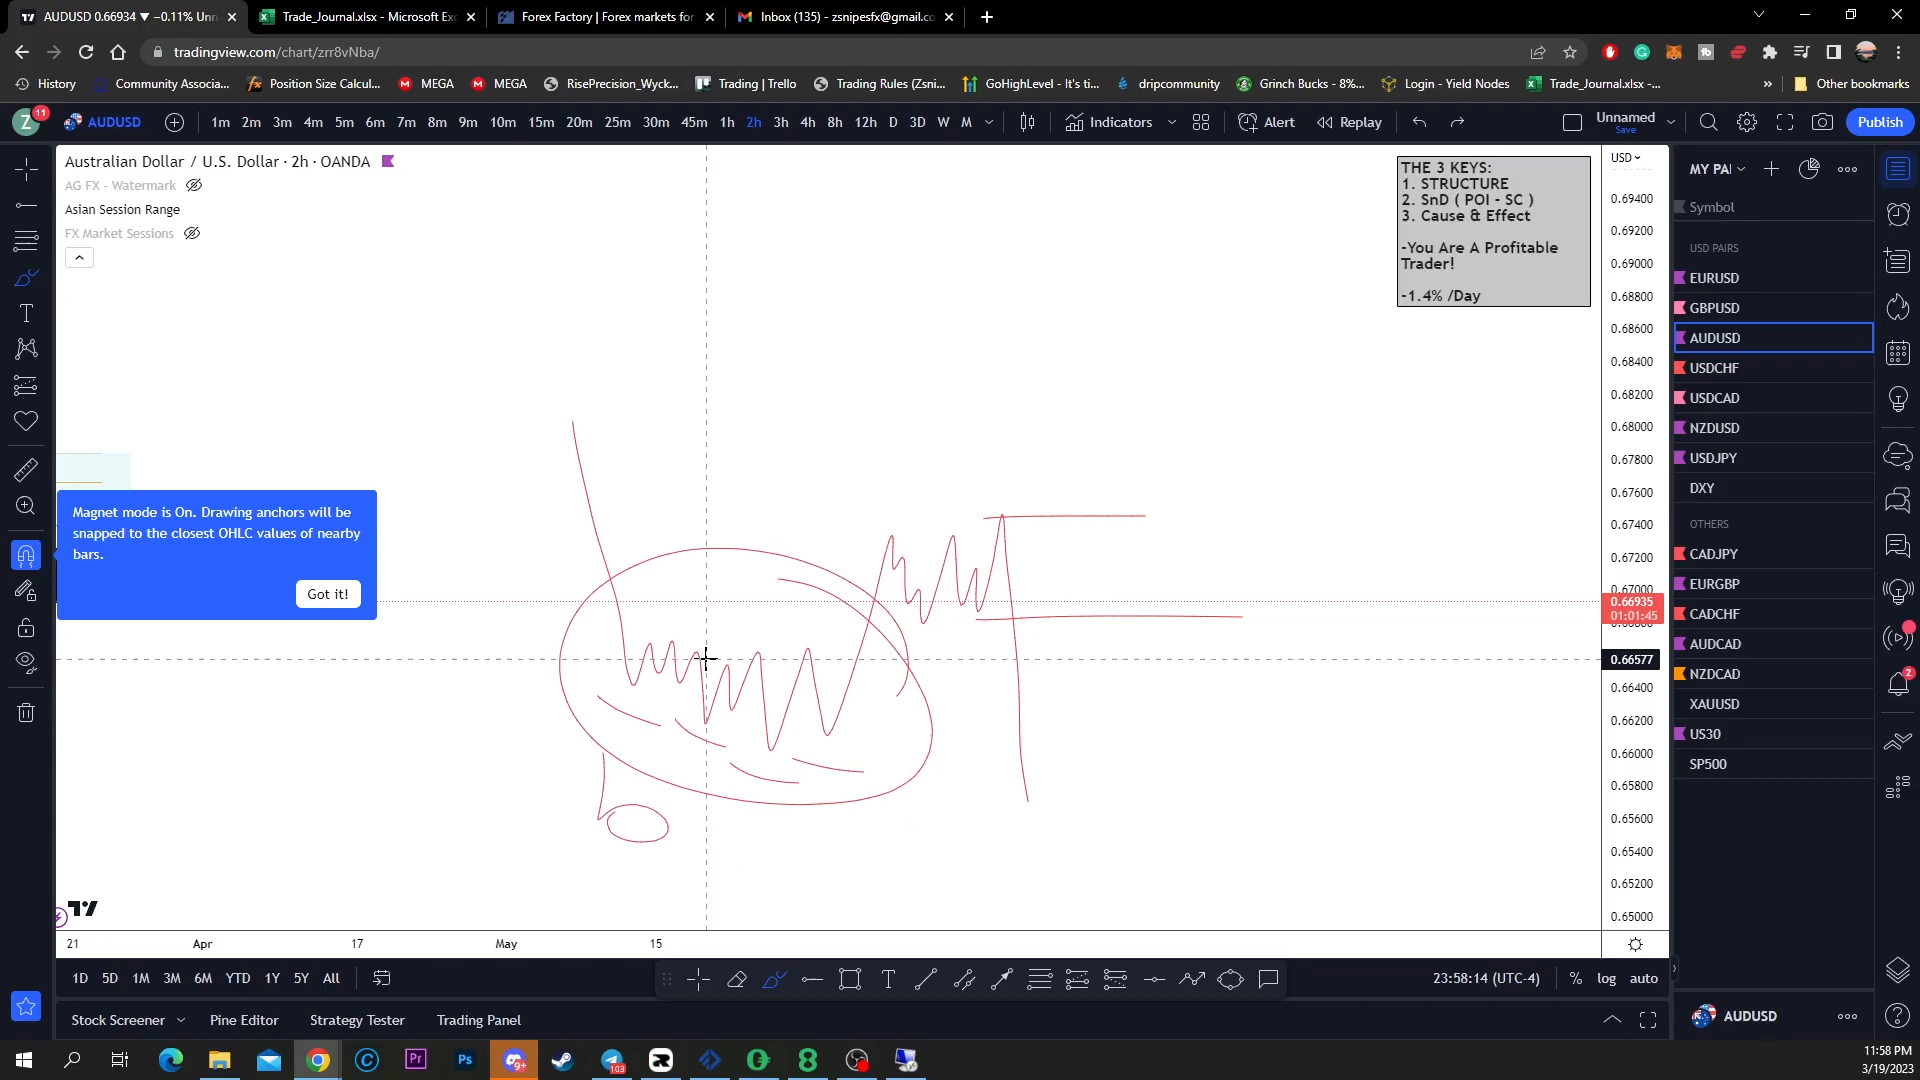 AUDUSD 0.66934 ▼ −0.11% Unn
Trade_Journal.xlsx - Microsoft Exc
Forex Factory | Forex markets for
Inbox (135) - zsnipesfx@gmail.co
tradingview.com/chart/zrr8vNba/
History
Community Associa...
Position Size Calcul...
MEGA
MEGA
RisePrecision_Wyck...
Trading | Trello
Trading Rules (Zsni...
GoHighLevel - It's ti...
dripcommunity
Grinch Bucks - 8%...
Login - Yield Nodes
Trade_Journal.xlsx -...
»
Other bookmarks
Z
11
AUDUSD
1m 2m 3m 4m 5m 6m 7m 8m 9m 10m 15m 20m 25m 30m 45m 1h 2h 3h 4h 8h 12h D 3D W M
Indicators
Alert
Replay
Unnamed
Save
Publish
Australian Dollar / U.S. Dollar · 2h · OANDA
AG FX - Watermark
Asian Session Range
FX Market Sessions
THE 3 KEYS:
1. STRUCTURE
2. SnD ( POI - SC )
3. Cause & Effect
-You Are A Profitable
Trader!
-1.4% /Day
Magnet mode is On. Drawing anchors will be
snapped to the closest OHLC values of nearby
bars.
Got it!
USD
0.69400
0.69200
0.69000
0.68800
0.68600
0.68400
0.68200
0.68000
0.67800
0.67600
0.67400
0.67200
0.67000
0.66935
01:01:45
0.66577
0.66400
0.66200
0.66000
0.65800
0.65600
0.65400
0.65200
0.65000
21
Apr
17
May
15
MY PAI
Symbol
USD PAIRS
EURUSD
GBPUSD
AUDUSD
USDCHF
USDCAD
NZDUSD
USDJPY
DXY
OTHERS
CADJPY
EURGBP
CADCHF
AUDCAD
NZDCAD
XAUUSD
US30
SP500
2
1D 5D 1M 3M 6M YTD 1Y 5Y All
23:58:14 (UTC-4)
%
log
auto
Stock Screener
Pine Editor
Strategy Tester
Trading Panel
AUDUSD
Pr
Ps
9+
103
11:58 PM
3/19/2023